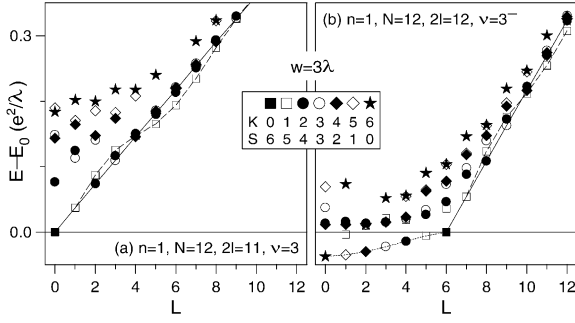 (b) n=1, N=12, 2l=12, ν=3⁻
0.3
w=3λ
K 0 1 2 3 4 5 6
S 6 5 4 3 2 1 0
E−E₀ (e²/λ)
0.0
(a) n=1, N=12, 2l=11, ν=3
0 2 4 6 8 10 12 0 2 4 6 8 10 12
L L